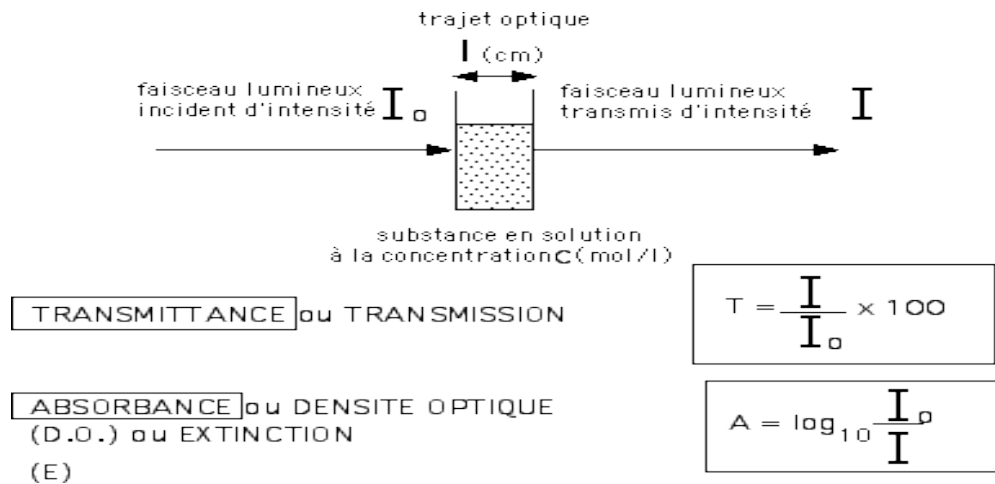 trajet optique
l (cm)
faisceau lumineux
incident d'intensité I₀
faisceau lumineux
transmis d'intensité I
substance en solution
à la concentration C (mol/l)
TRANSMITTANCE ou TRANSMISSION
T = I / I₀ x 100
ABSORBANCE ou DENSITE OPTIQUE
(D.O.) ou EXTINCTION
(E)
A = log₁₀ I₀ / I